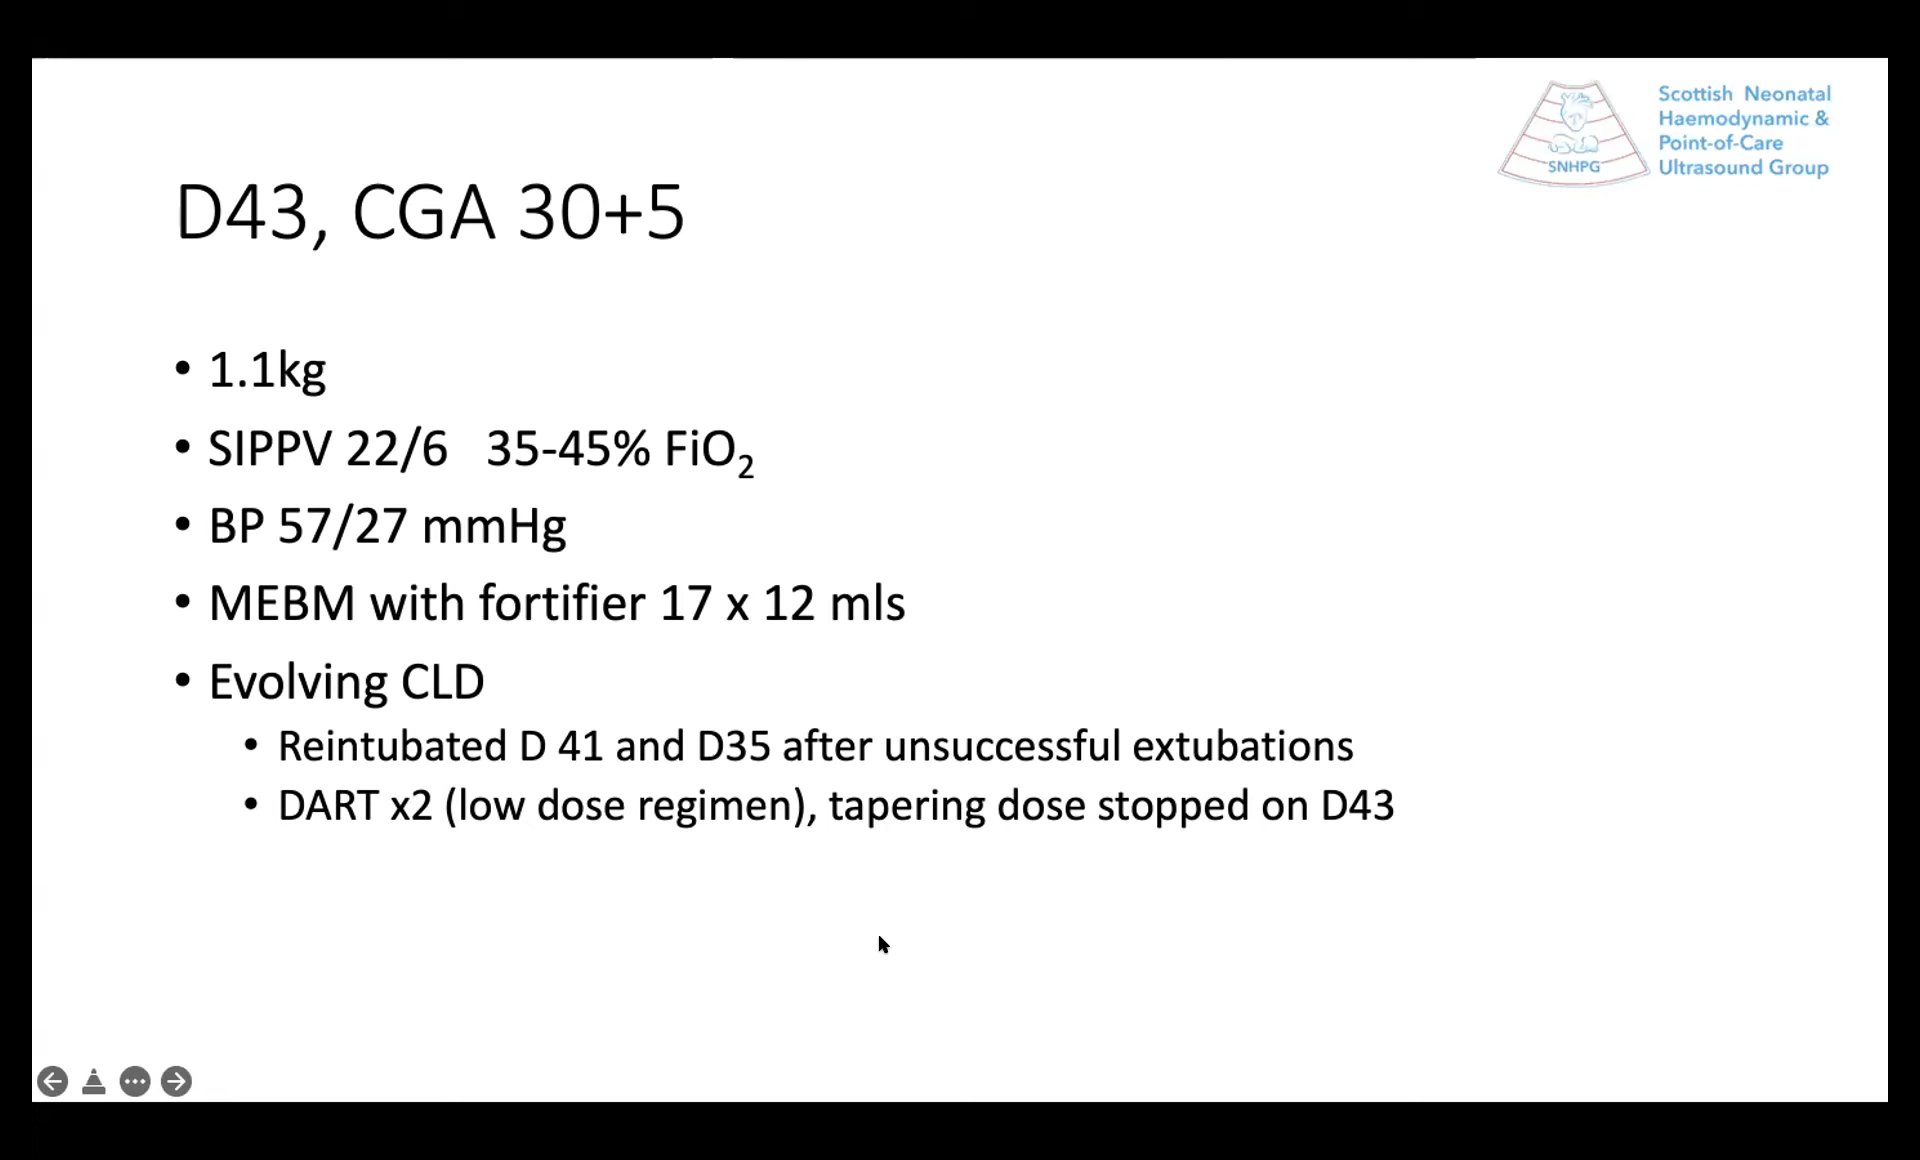 Scottish Neonatal
Haemodynamic &
Point-of-Care
Ultrasound Group
SNHPG
D43, CGA 30+5
• 1.1kg
• SIPPV 22/6 35-45% FiO₂
• BP 57/27 mmHg
• MEBM with fortifier 17 x 12 mls
• Evolving CLD
• Reintubated D 41 and D35 after unsuccessful extubations
• DART x2 (low dose regimen), tapering dose stopped on D43